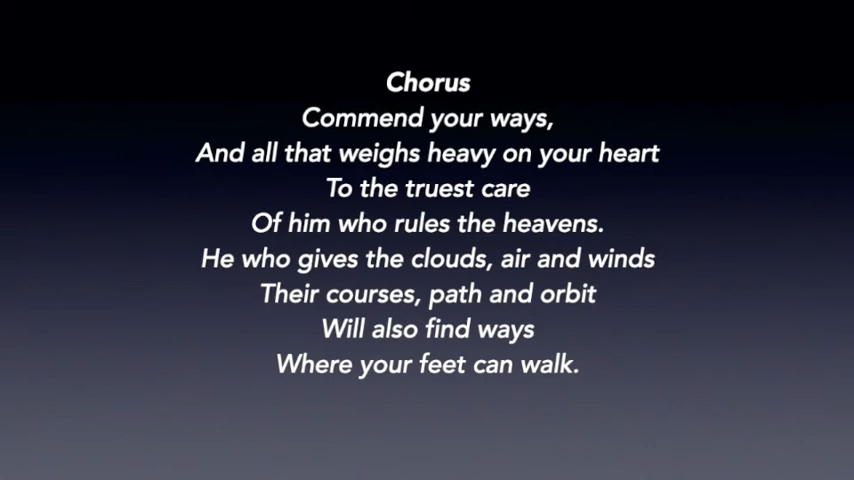 Chorus
Commend your ways,
And all that weighs heavy on your heart
To the truest care
Of him who rules the heavens.
He who gives the clouds, air and winds
Their courses, path and orbit
Will also find ways
Where your feet can walk.